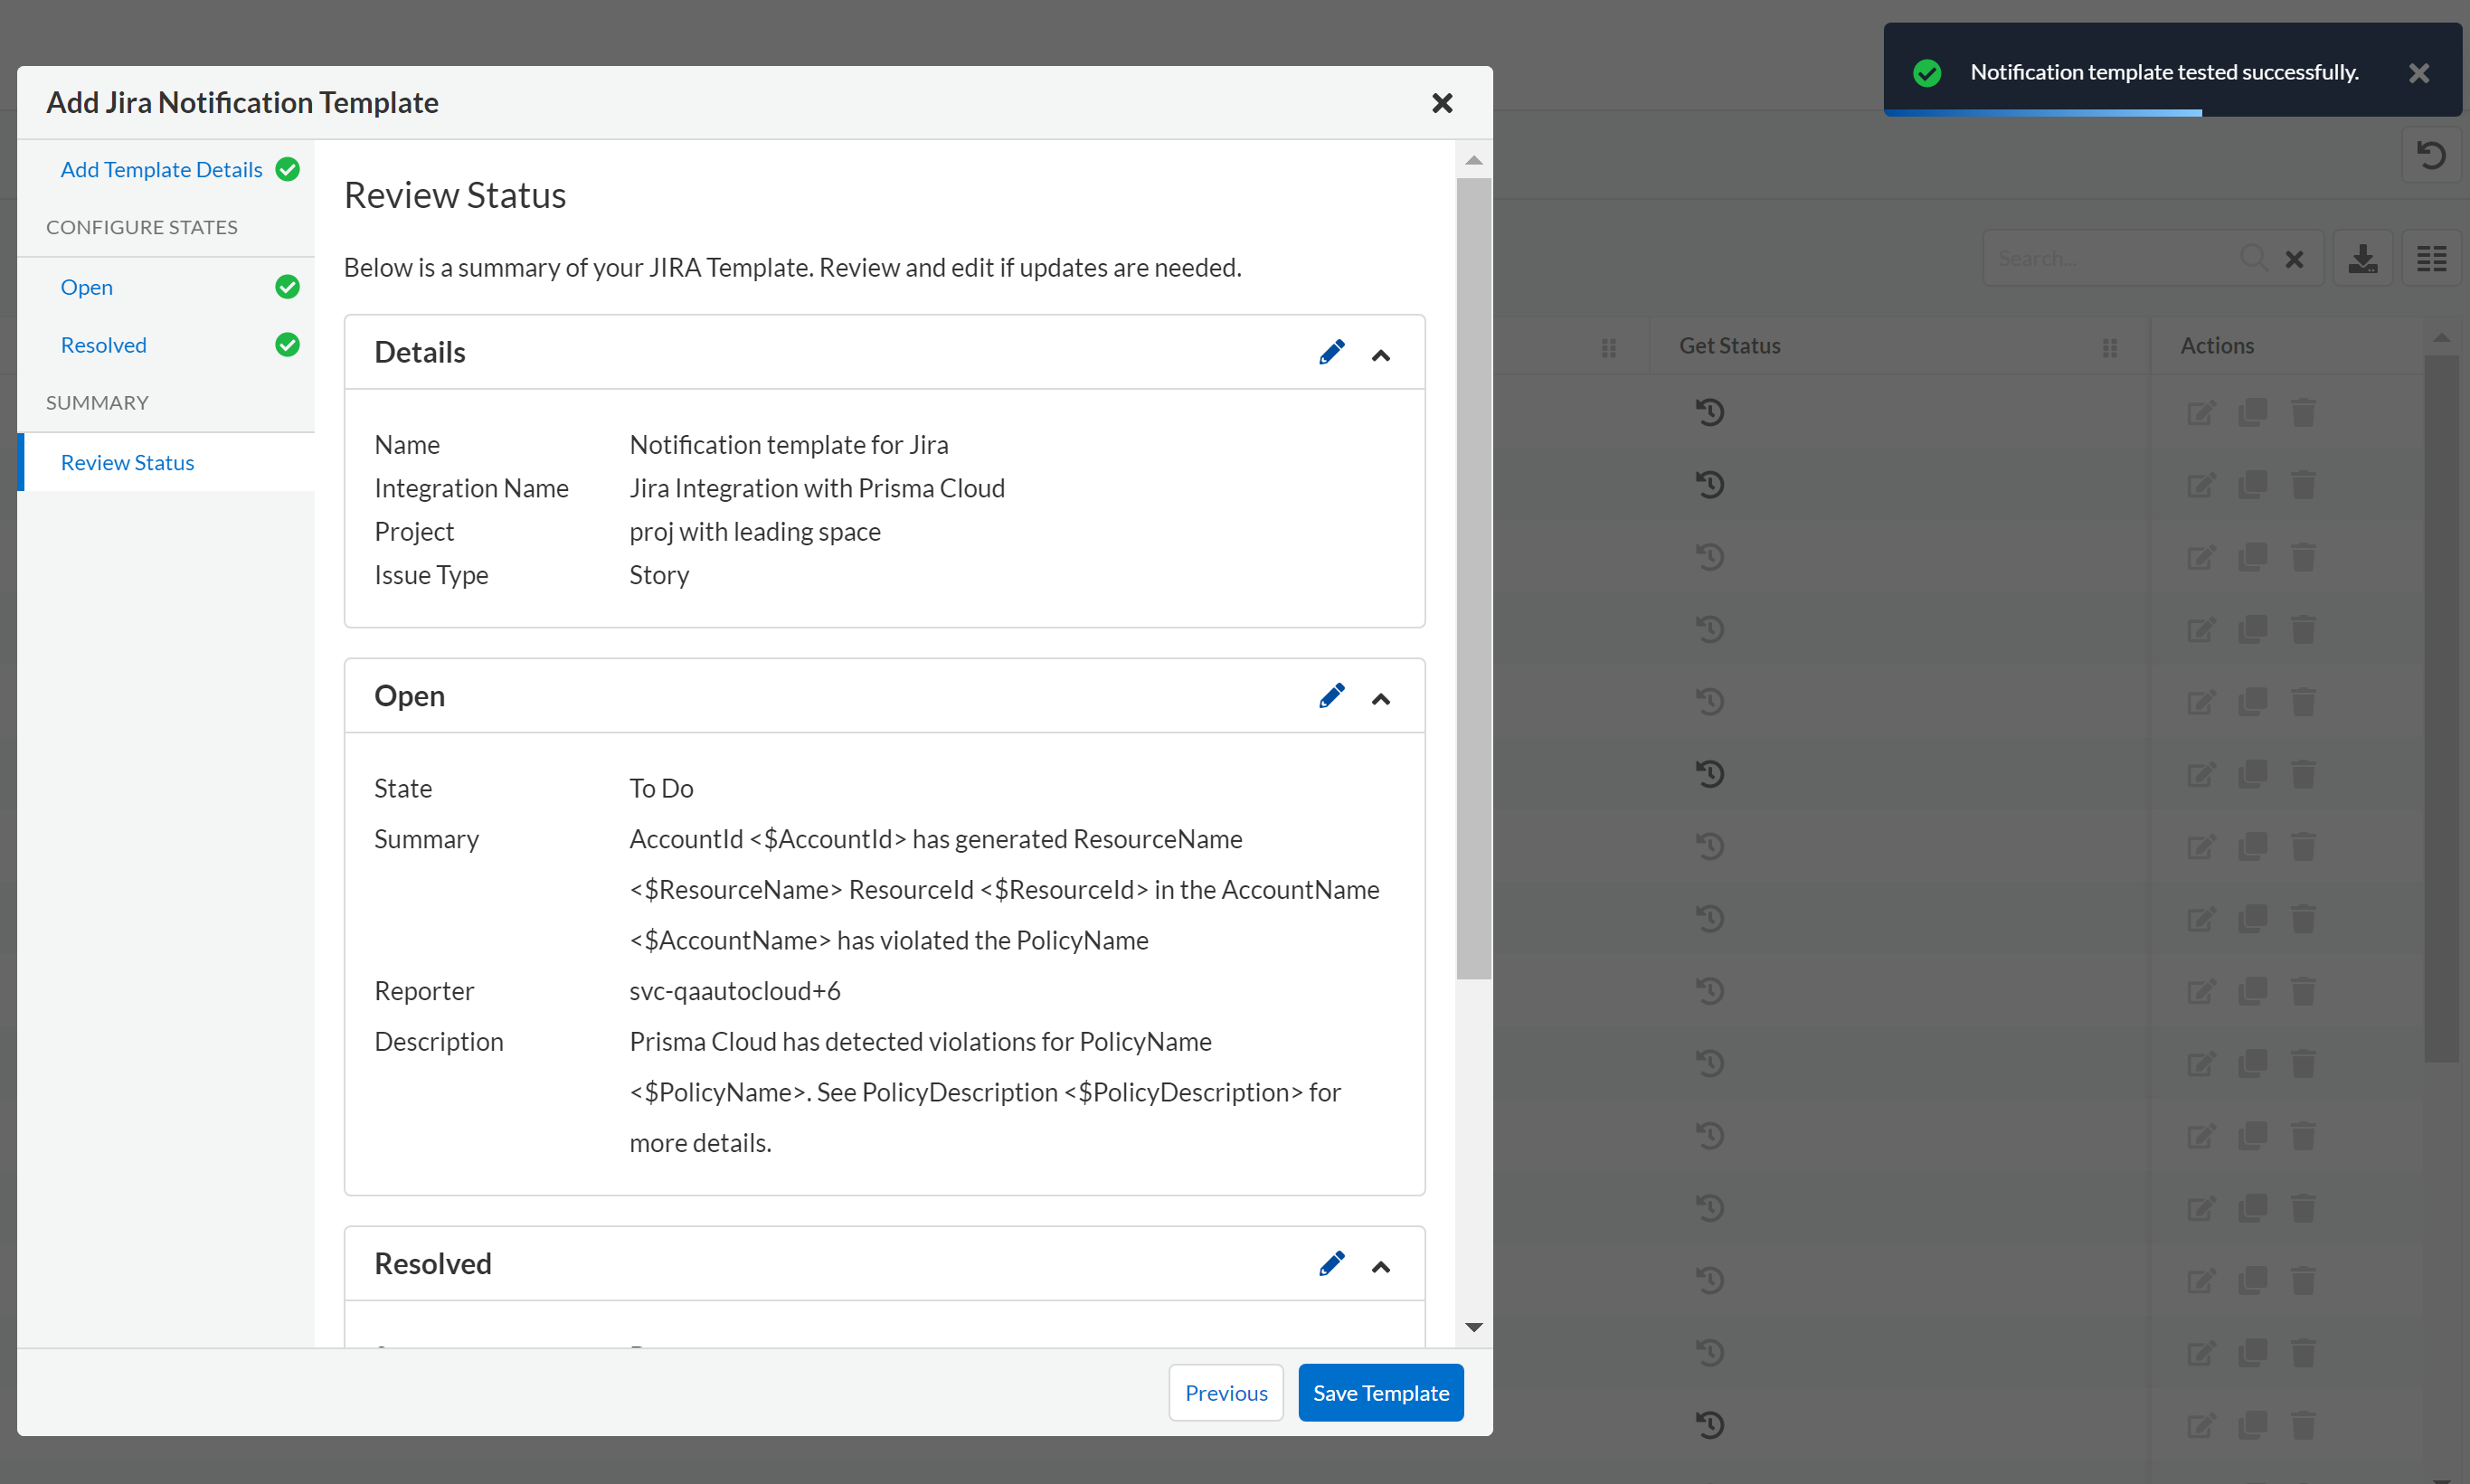 Notification template tested successfully.
Add Jira Notification Template
Add Template Details
CONFIGURE STATES
Open
Resolved
SUMMARY
Review Status
Review Status
Below is a summary of your JIRA Template. Review and edit if updates are needed.
Details
Name Notification template for Jira
Integration Name Jira Integration with Prisma Cloud
Project proj with leading space
Issue Type Story
Open
State To Do
Summary AccountId <$AccountId> has generated ResourceName
<$ResourceName> ResourceId <$ResourceId> in the AccountName
<$AccountName> has violated the PolicyName
Reporter svc-qaautocloud+6
Description Prisma Cloud has detected violations for PolicyName
<$PolicyName>. See PolicyDescription <$PolicyDescription> for
more details.
Resolved
Previous Save Template
Search...
Get Status Actions